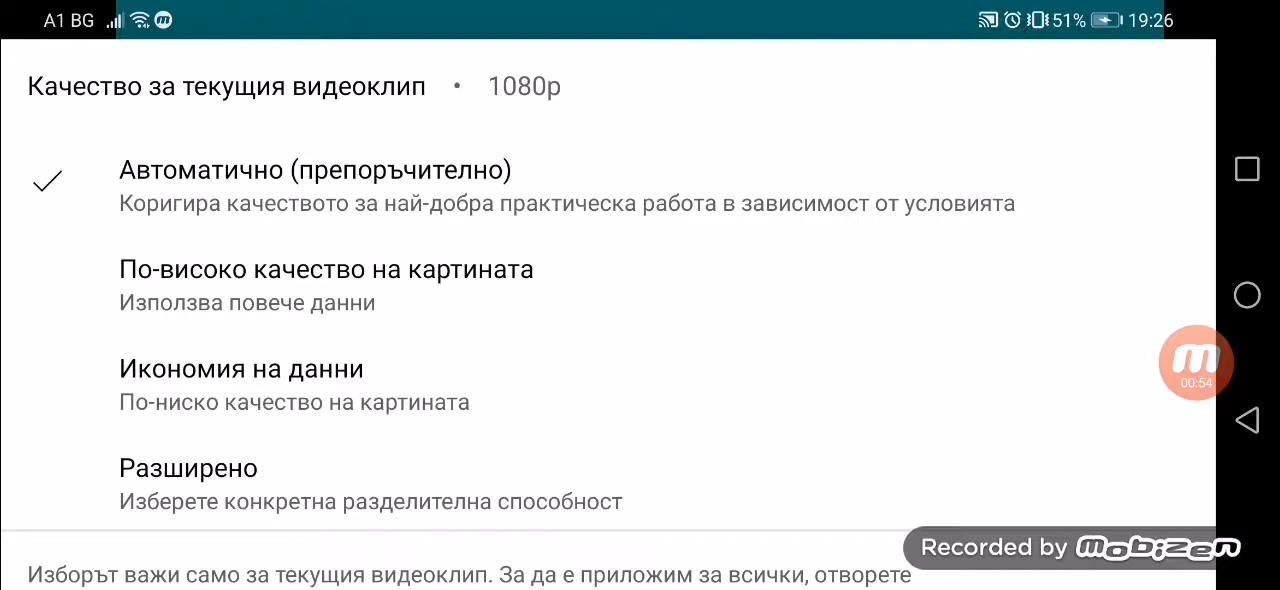 A1 BG 51% 19:26
Качество за текущия видеоклип • 1080p
Автоматично (препоръчително)
Коригира качеството за най-добра практическа работа в зависимост от условията
По-високо качество на картината
Използва повече данни
Икономия на данни
По-ниско качество на картината
00:54
Разширено
Изберете конкретна разделителна способност
Recorded by mobizen
Изборът важи само за текущия видеоклип. За да е приложим за всички, отворете